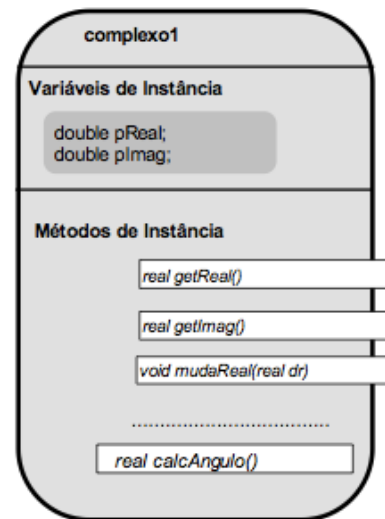 complexo1
Variáveis de Instância
double pReal;
double pImag;
Métodos de Instância
real getReal()
real getImag()
void mudaReal(real dr)
....................................
real calcAngulo()